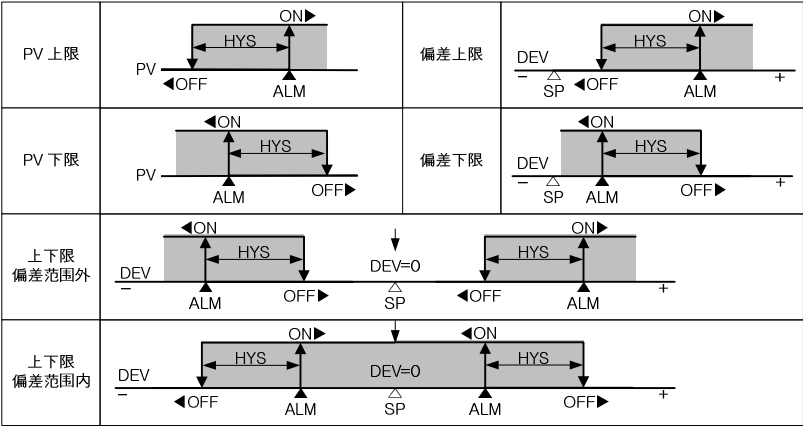 PV 上限
ON▶
HYS
PV
◀OFF
ALM
偏差上限
ON▶
HYS
DEV
− SP ◀OFF ALM +
PV 下限
◀ON
HYS
PV
ALM
OFF▶
偏差下限
◀ON
HYS
DEV
− SP ALM OFF▶ +
上下限
偏差范围外
◀ON
HYS
DEV
−
ALM
OFF▶
DEV=0
SP
ON▶
HYS
◀OFF
ALM
+
上下限
偏差范围内
ON▶
HYS
DEV
−
◀OFF
ALM
DEV=0
SP
◀ON
HYS
ALM
OFF▶
+